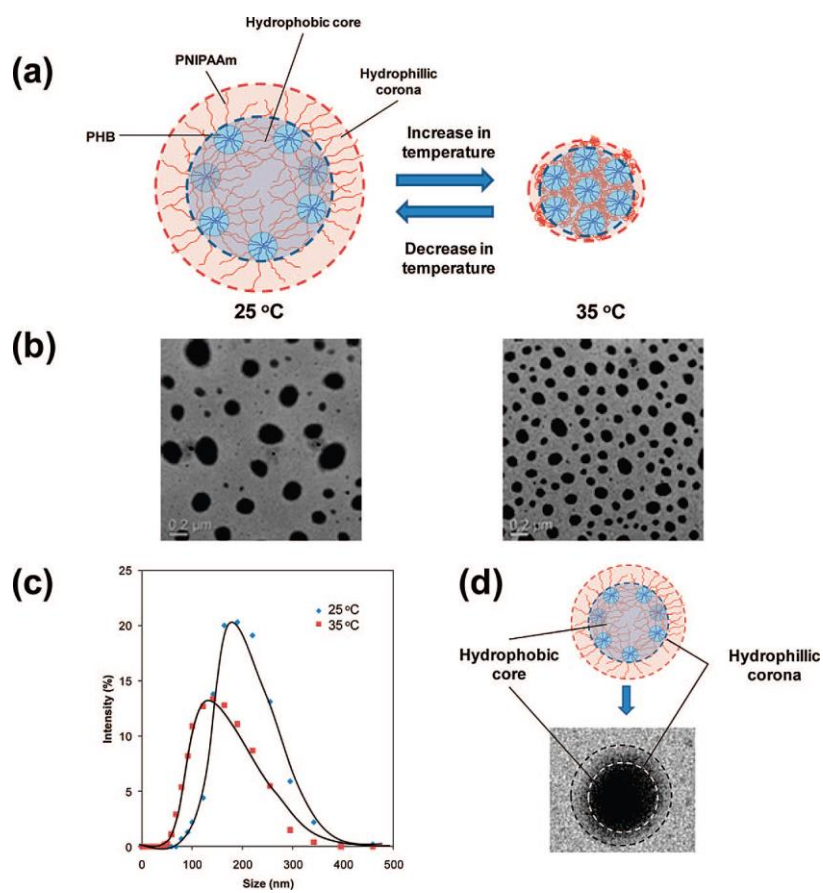 (a)
Hydrophobic core
PNIPAAm
Hydrophillic
corona
PHB
Increase in
temperature
Decrease in
temperature
25 °C
35 °C
(b)
0.2 µm
0.2 µm
(c)
25
20
15
10
5
0
Intensity (%)
25 °C
35 °C
0
100
200
300
400
500
Size (nm)
(d)
Hydrophobic
core
Hydrophillic
corona